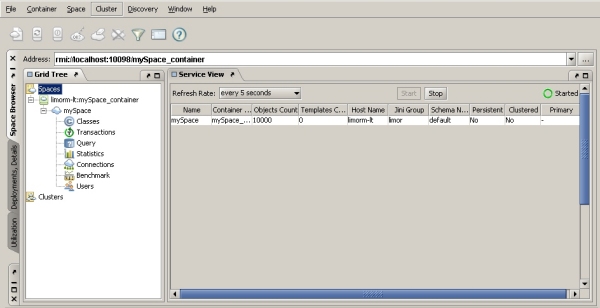 File Container Space Cluster Discovery Window Help
Address: rmi://localhost:10098/mySpace_container ...
Space Browser
Deployments, Details
Utilization
Grid Tree
Spaces
limorm-lt:mySpace_container
mySpace
Classes
Transactions
Query
Statistics
Connections
Benchmark
Users
Clusters
Service View
Refresh Rate: every 5 seconds Start Stop Started
Name Container ... Objects Count Templates C... Host Name Jini Group Schema N... Persistent Clustered Primary
mySpace mySpace_... 10000 0 limorm-lt limor default No No -